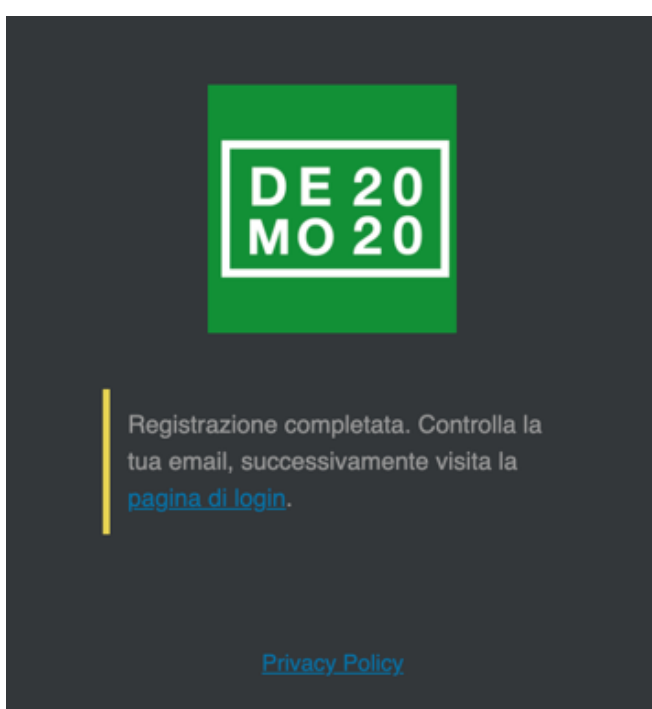 DE 20
MO 20
Registrazione completata. Controlla la
tua email, successivamente visita la
pagina di login.
Privacy Policy